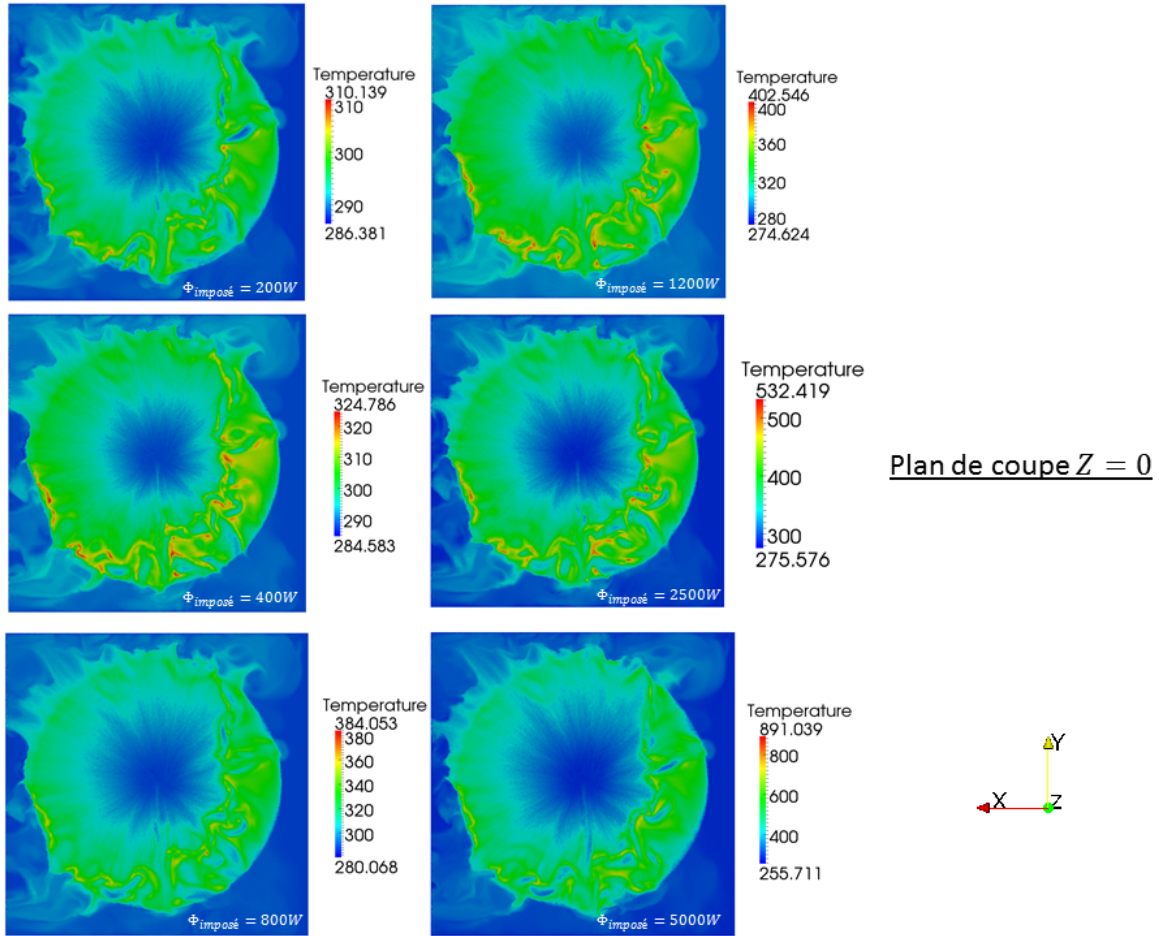 Temperature
310.139
310
300
290
286.381
Φimposé = 200W
Temperature
402.546
400
360
320
280
274.624
Φimposé = 1200W
Temperature
324.786
320
310
300
290
284.583
Φimposé = 400W
Temperature
532.419
500
400
300
275.576
Φimposé = 2500W
Plan de coupe Z = 0
Temperature
384.053
380
360
340
320
300
280.068
Φimposé = 800W
Temperature
891.039
800
600
400
255.711
Φimposé = 5000W
Y
X
Z